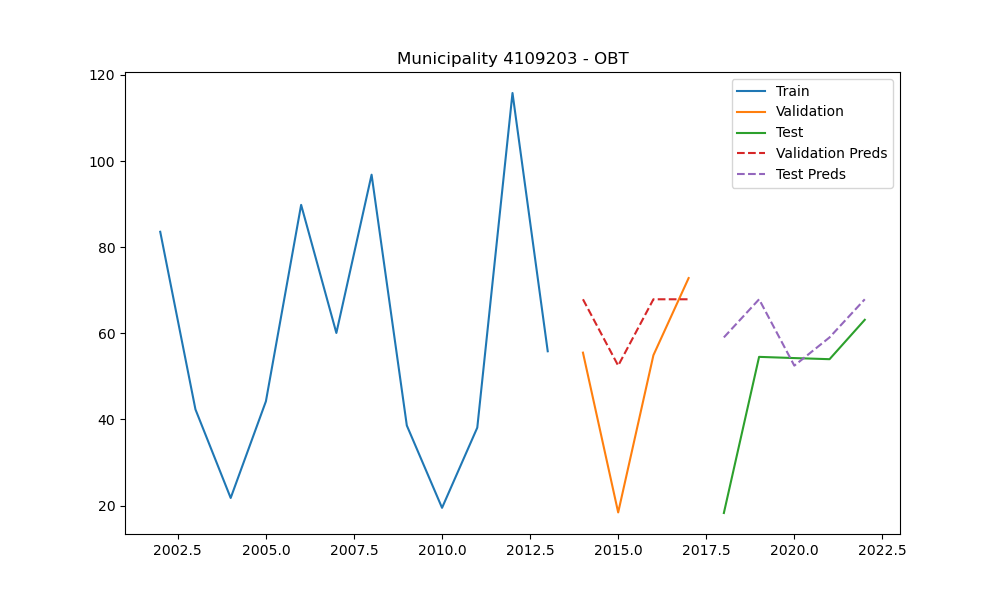 Municipality 4109203 - OBT
120
100
80
60
40
20
2002.5 2005.0 2007.5 2010.0 2012.5 2015.0 2017.5 2020.0 2022.5
Train
Validation
Test
Validation Preds
Test Preds